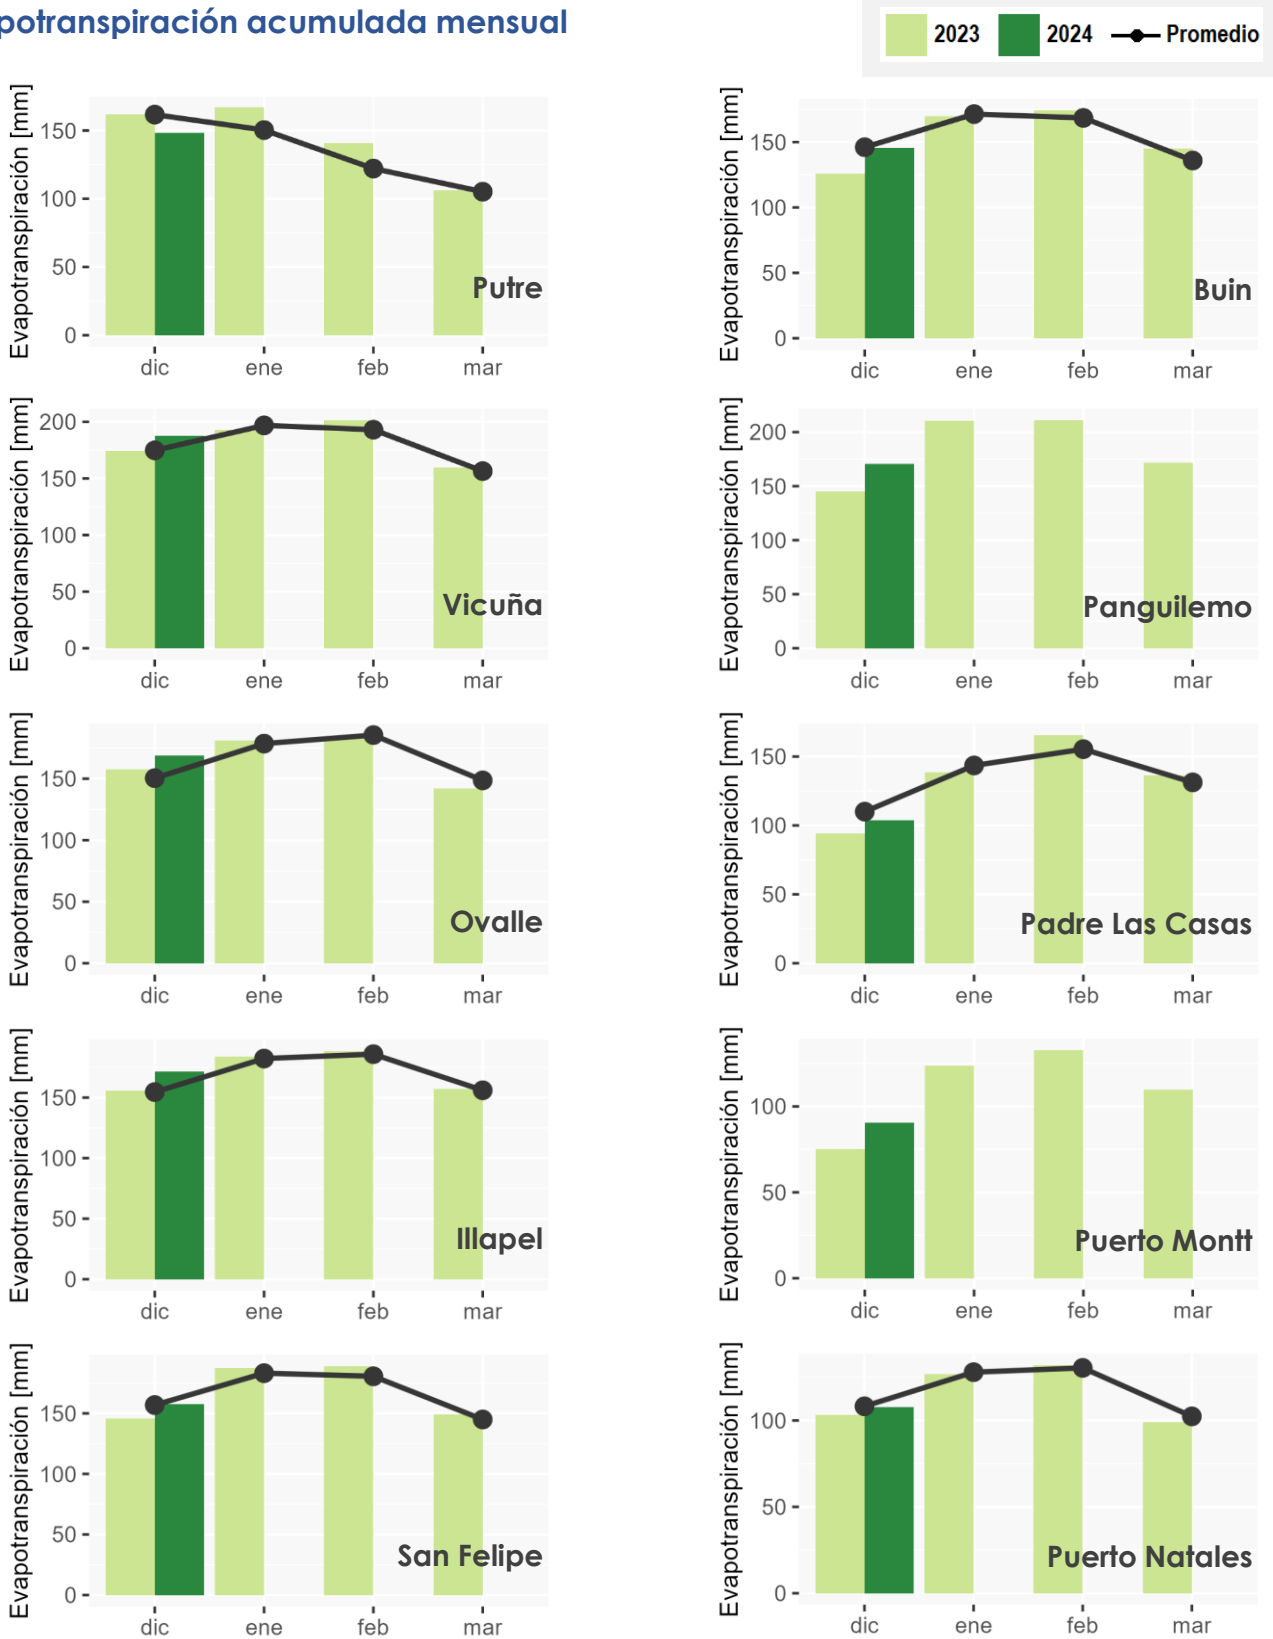 potranspiración acumulada mensual
2023 2024 Promedio
Evapotranspiración [mm]
150
100
50
0
Putre
dic ene feb mar
Evapotranspiración [mm]
150
100
50
0
Buin
dic ene feb mar
Evapotranspiración [mm]
200
150
100
50
0
Vicuña
dic ene feb mar
Evapotranspiración [mm]
200
150
100
50
0
Panguilemo
dic ene feb mar
Evapotranspiración [mm]
150
100
50
0
Ovalle
dic ene feb mar
Evapotranspiración [mm]
150
100
50
0
Padre Las Casas
dic ene feb mar
Evapotranspiración [mm]
150
100
50
0
Illapel
dic ene feb mar
Evapotranspiración [mm]
100
50
0
Puerto Montt
dic ene feb mar
Evapotranspiración [mm]
150
100
50
0
San Felipe
dic ene feb mar
Evapotranspiración [mm]
100
50
0
Puerto Natales
dic ene feb mar